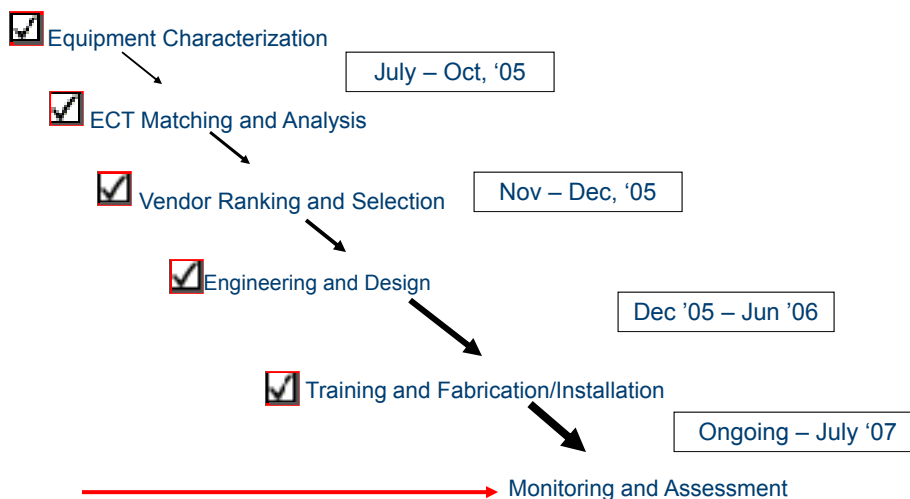 Equipment Characterization
July – Oct, ‘05
ECT Matching and Analysis
Vendor Ranking and Selection
Nov – Dec, ‘05
Engineering and Design
Dec ’05 – Jun ’06
Training and Fabrication/Installation
Ongoing – July ‘07
Monitoring and Assessment